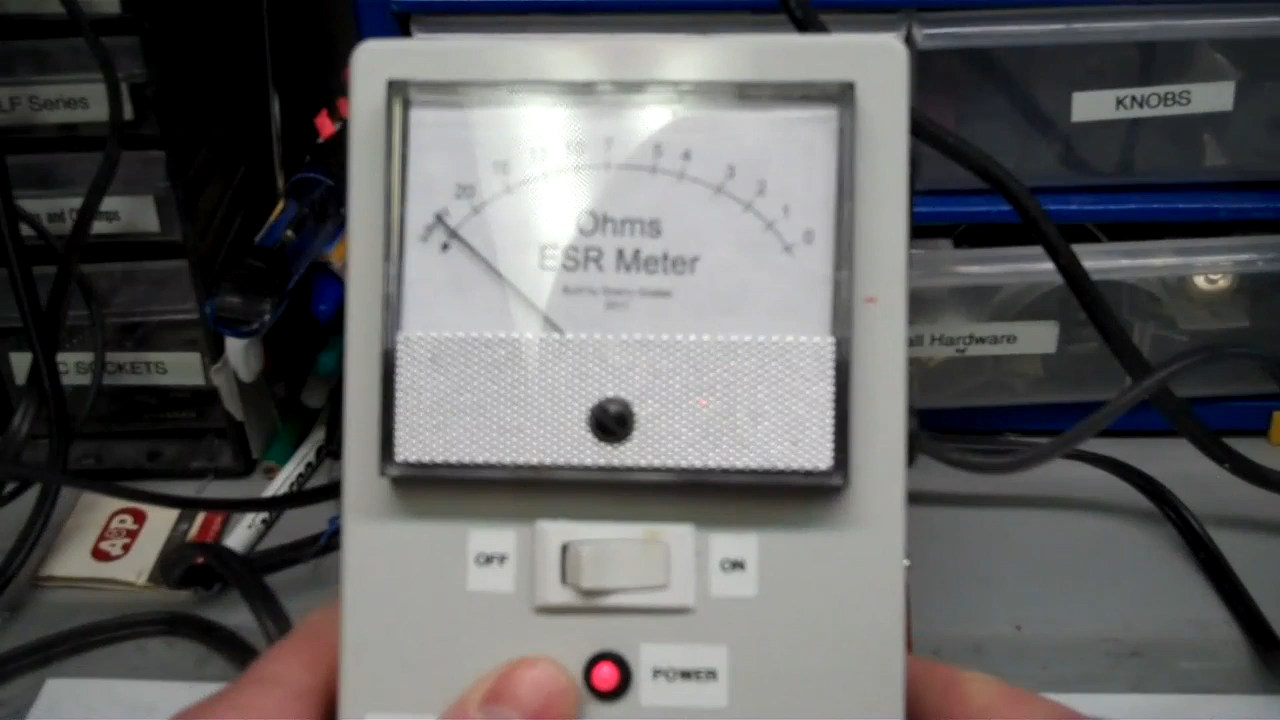 LF Series
KNOBS
7
5
4
3
20
2
1
0
Ohms
ESR Meter
all Hardware
C SOCKETS
A&P
OFF
ON
POWER